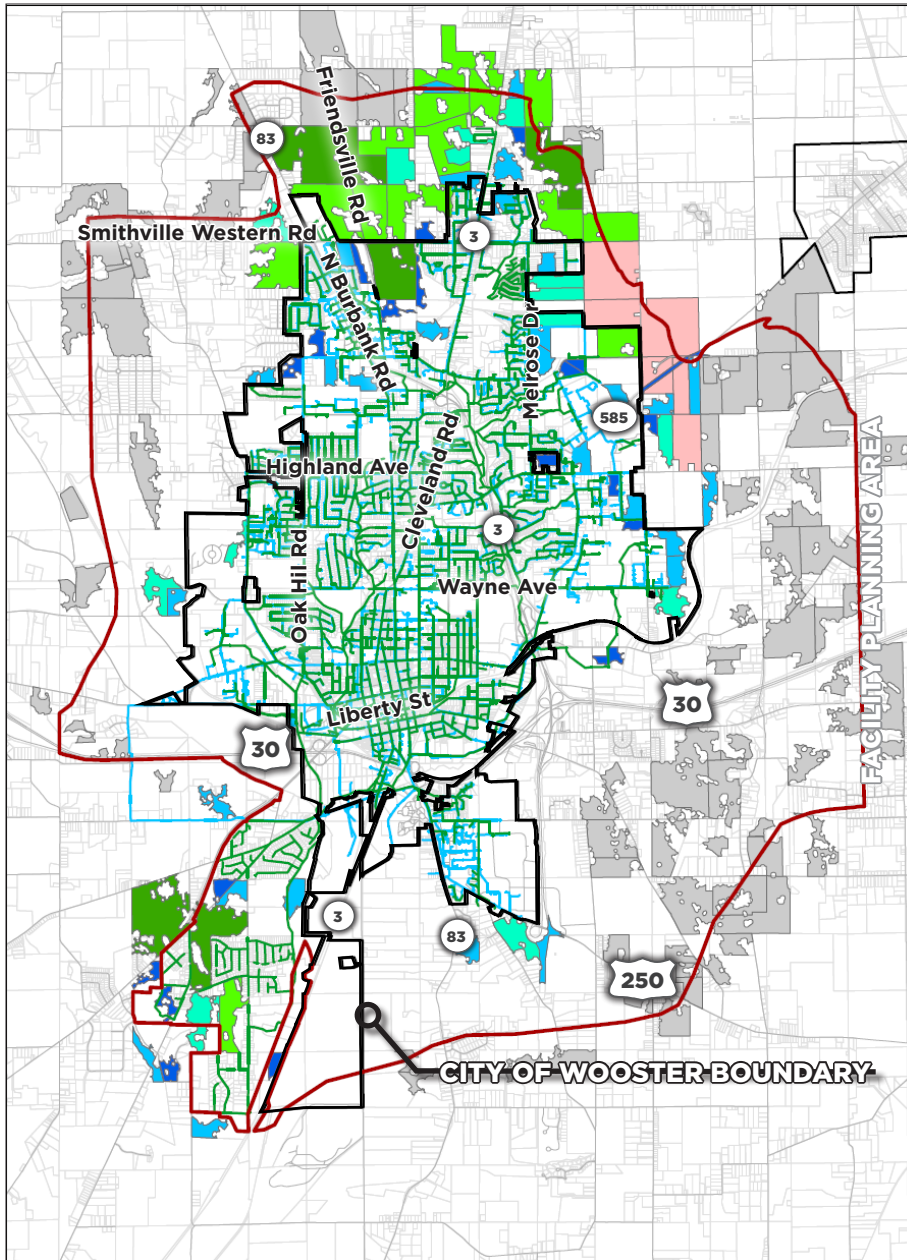 Friendsville Rd
83
Smithville Western Rd
3
N Burbank Rd
Melrose Dr
585
Cleveland Rd
Highland Ave
FACILITY PLANNING AREA
3
Oak Hil Rd
Wayne Ave
30
Liberty St
30
3
83
250
CITY OF WOOSTER BOUNDARY